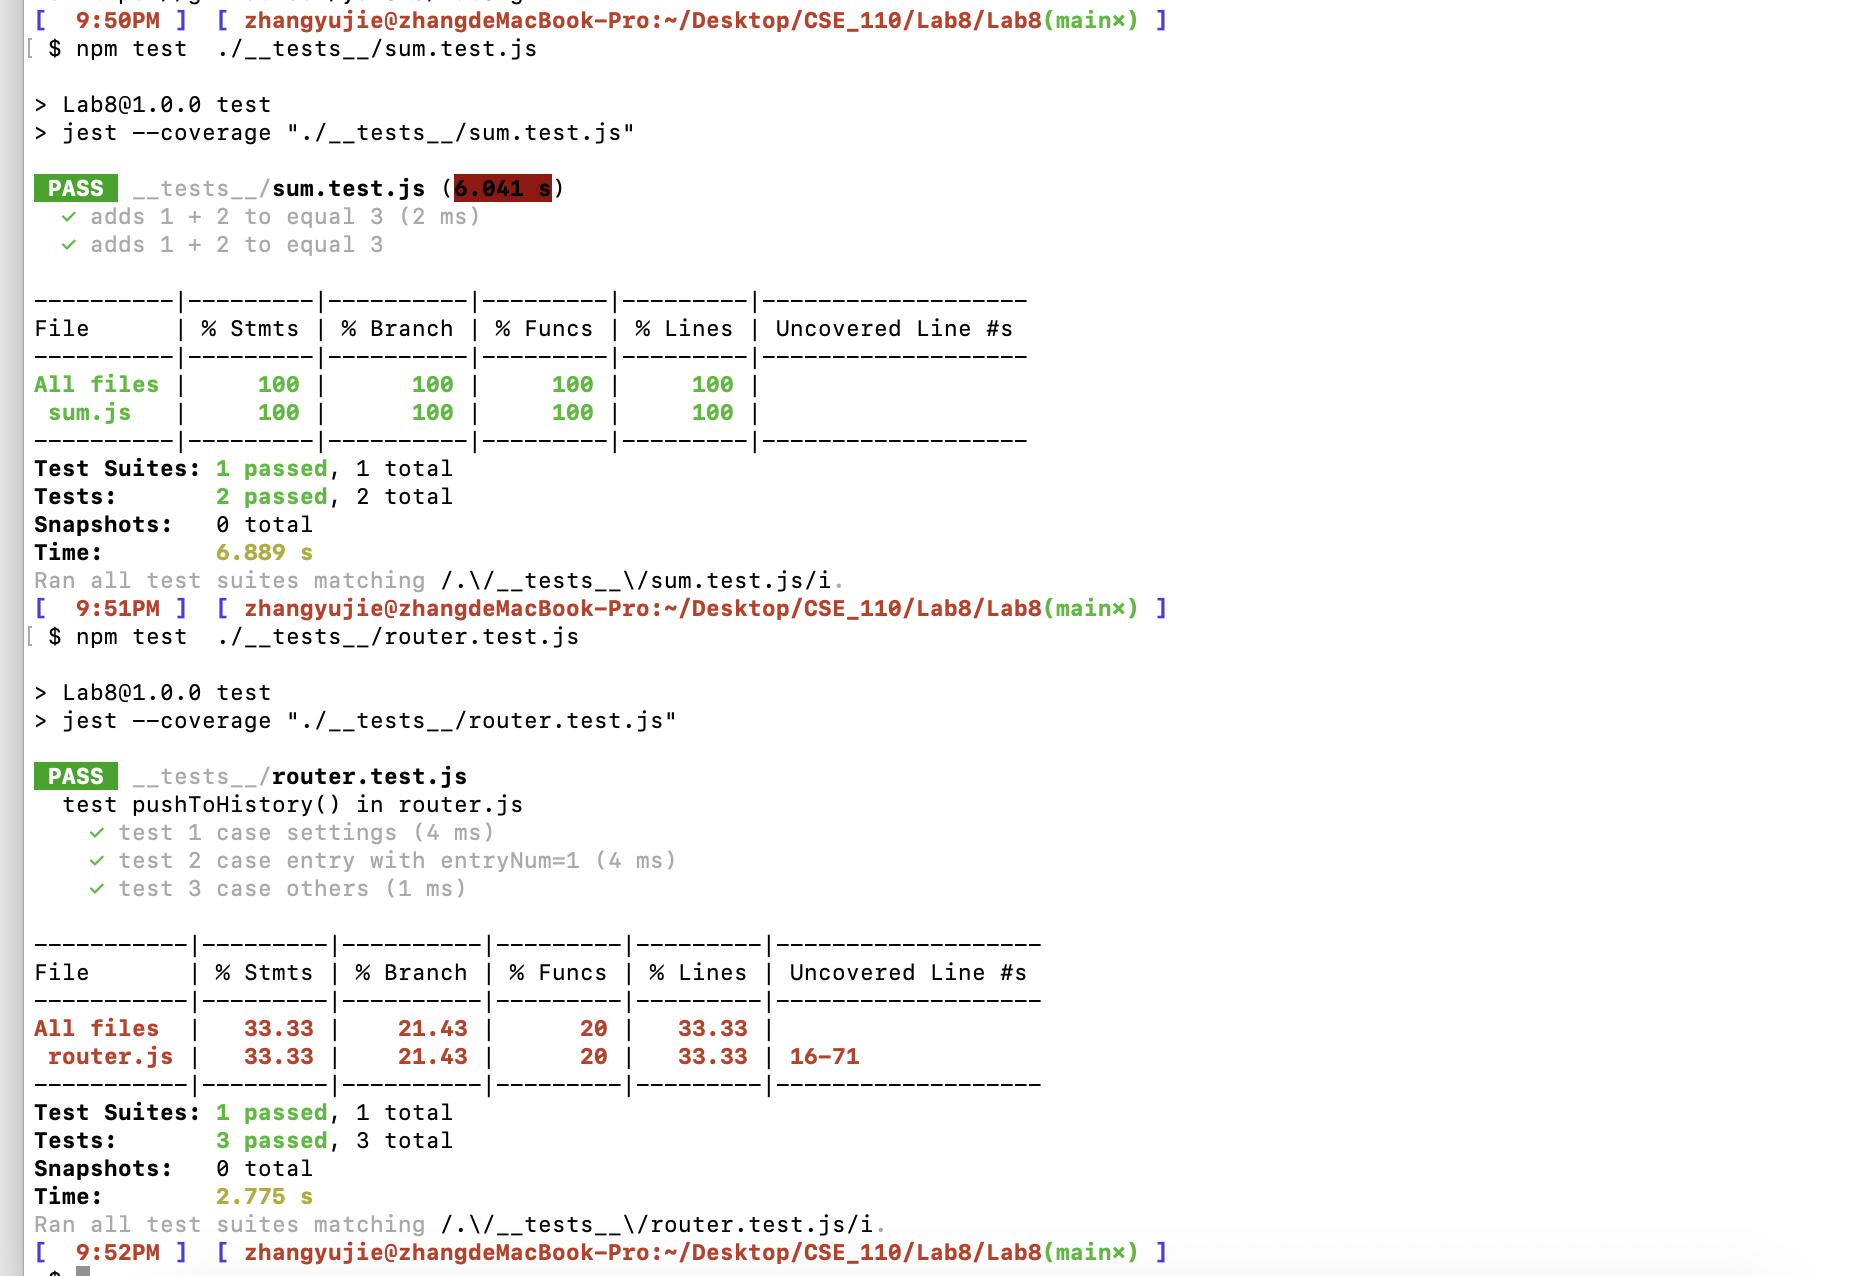 [  9:50PM ]  [ zhangyujie@zhangdeMacBook-Pro:~/Desktop/CSE_110/Lab8/Lab8(main×) ]
[ $ npm test  ./__tests__/sum.test.js
> Lab8@1.0.0 test
> jest --coverage "./__tests__/sum.test.js"
PASS __tests__/sum.test.js (6.041 s)
✓ adds 1 + 2 to equal 3 (2 ms)
✓ adds 1 + 2 to equal 3
----------|---------|----------|---------|---------|-------------------
File      | % Stmts | % Branch | % Funcs | % Lines | Uncovered Line #s
----------|---------|----------|---------|---------|-------------------
All files |     100 |      100 |     100 |     100 |
 sum.js   |     100 |      100 |     100 |     100 |
----------|---------|----------|---------|---------|-------------------
Test Suites: 1 passed, 1 total
Tests:       2 passed, 2 total
Snapshots:   0 total
Time:        6.889 s
Ran all test suites matching /.\/__tests__\/sum.test.js/i.
[  9:51PM ]  [ zhangyujie@zhangdeMacBook-Pro:~/Desktop/CSE_110/Lab8/Lab8(main×) ]
[ $ npm test  ./__tests__/router.test.js
> Lab8@1.0.0 test
> jest --coverage "./__tests__/router.test.js"
PASS __tests__/router.test.js
test pushToHistory() in router.js
✓ test 1 case settings (4 ms)
✓ test 2 case entry with entryNum=1 (4 ms)
✓ test 3 case others (1 ms)
-----------|---------|----------|---------|---------|-------------------
File       | % Stmts | % Branch | % Funcs | % Lines | Uncovered Line #s
-----------|---------|----------|---------|---------|-------------------
All files  |   33.33 |    21.43 |      20 |   33.33 |
 router.js |   33.33 |    21.43 |      20 |   33.33 | 16-71
-----------|---------|----------|---------|---------|-------------------
Test Suites: 1 passed, 1 total
Tests:       3 passed, 3 total
Snapshots:   0 total
Time:        2.775 s
Ran all test suites matching /.\/__tests__\/router.test.js/i.
[  9:52PM ]  [ zhangyujie@zhangdeMacBook-Pro:~/Desktop/CSE_110/Lab8/Lab8(main×) ]
$